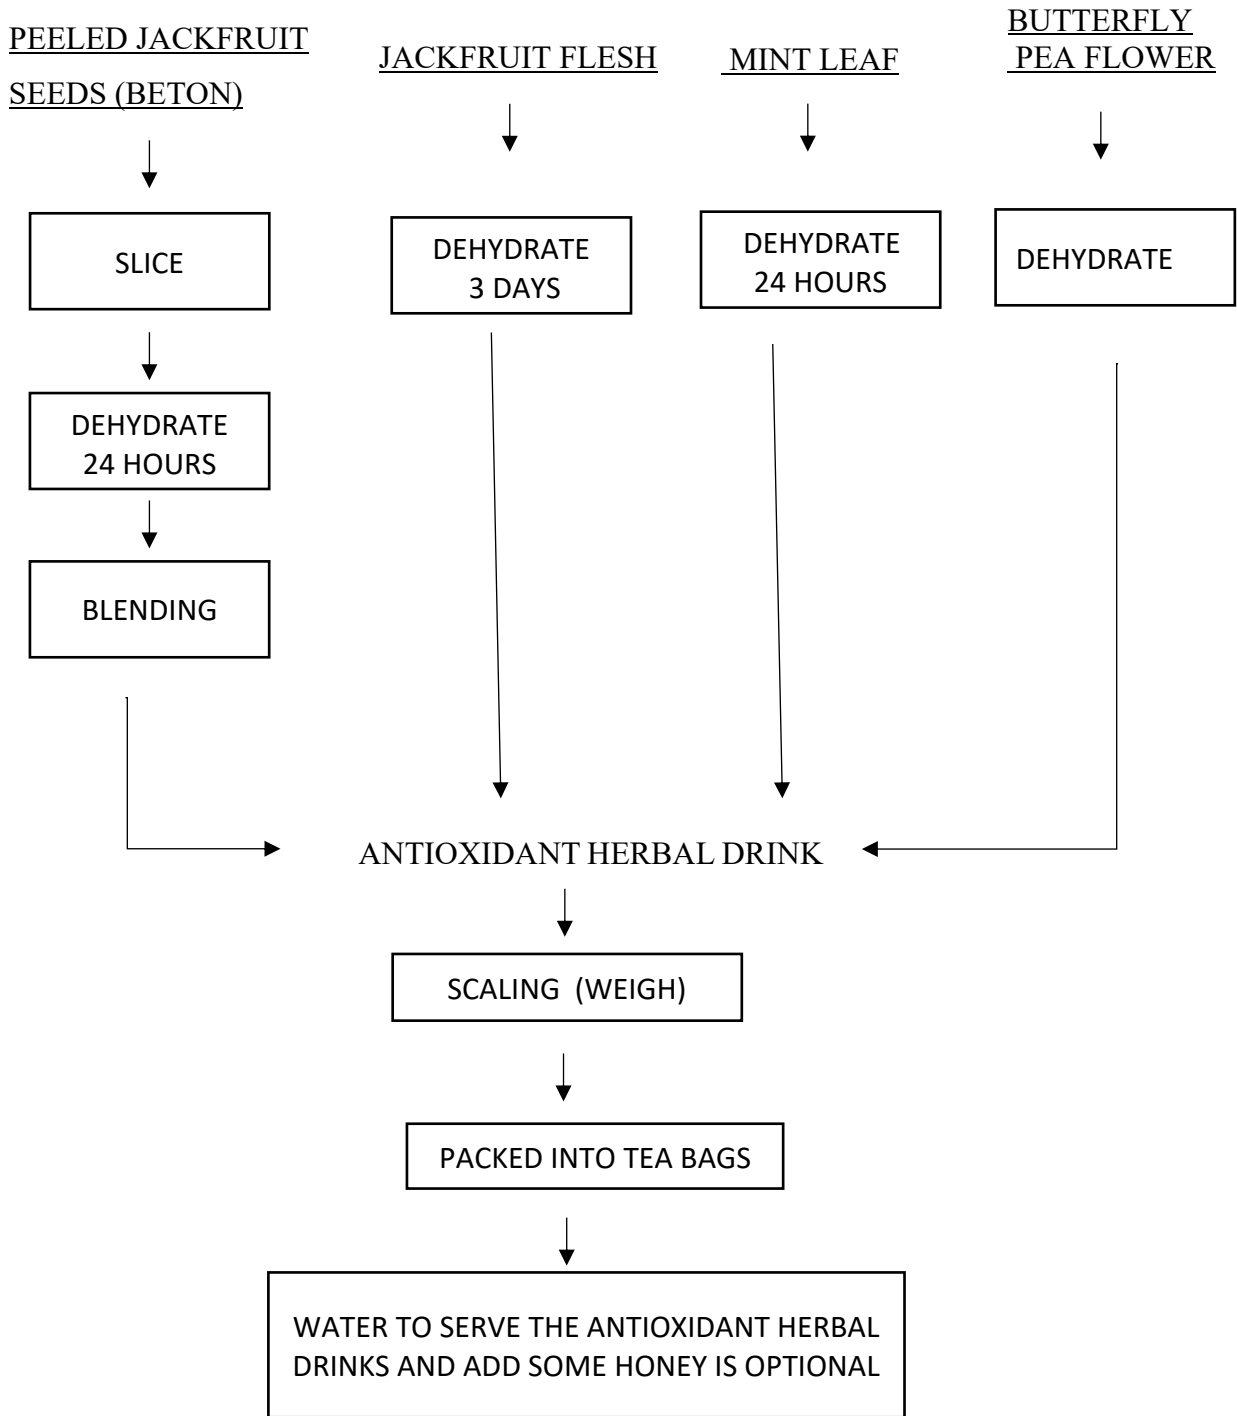 PEELED JACKFRUIT
SEEDS (BETON)
JACKFRUIT FLESH
MINT LEAF
BUTTERFLY
PEA FLOWER
SLICE
DEHYDRATE
3 DAYS
DEHYDRATE
24 HOURS
DEHYDRATE
DEHYDRATE
24 HOURS
BLENDING
ANTIOXIDANT HERBAL DRINK
SCALING (WEIGH)
PACKED INTO TEA BAGS
WATER TO SERVE THE ANTIOXIDANT HERBAL
DRINKS AND ADD SOME HONEY IS OPTIONAL